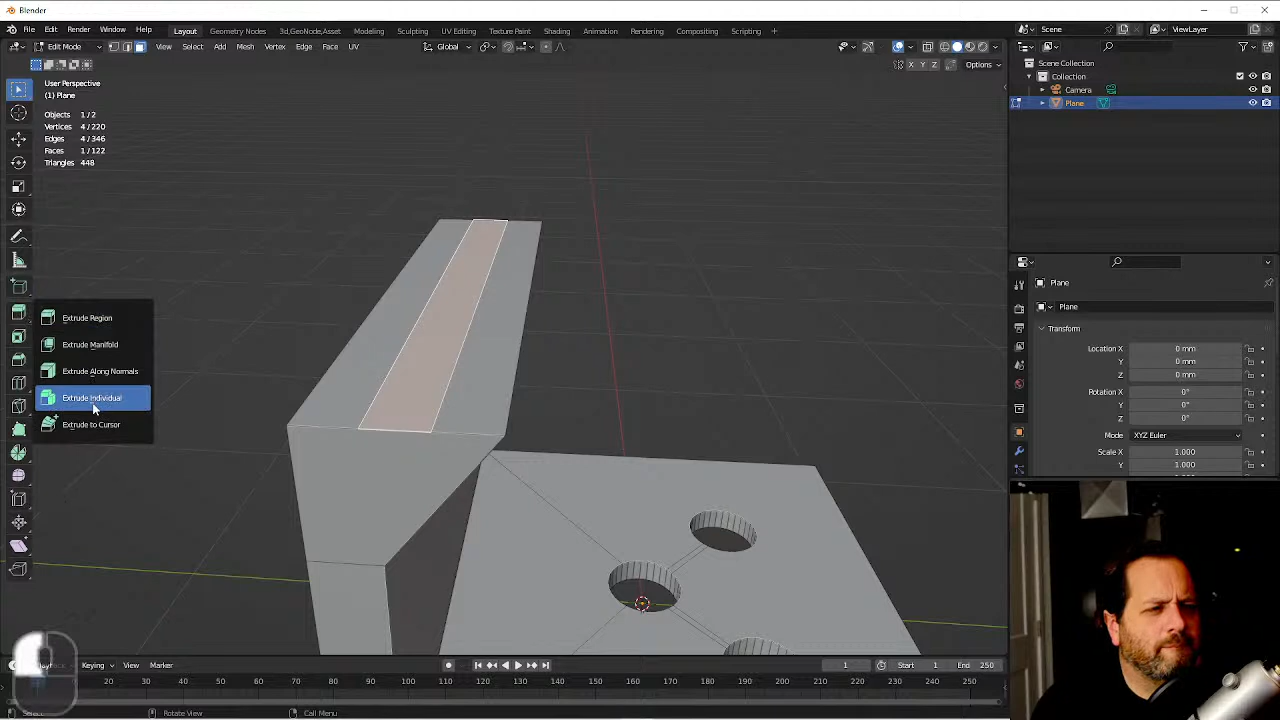 Blender
File Edit Render Window Help Layout Geometry Nodes 3d,GeoNode,Asset Modeling Sculpting UV Editing Texture Paint Shading Animation Rendering Compositing Scripting + Scene ViewLayer
Edit Mode View Select Add Mesh Vertex Edge Face UV Global
X Y Z Options
User Perspective
(1) Plane
Objects 1/2
Vertices 4/220
Edges 4/346
Faces 1/122
Triangles 448
Extrude Region
Extrude Manifold
Extrude Along Normals
Extrude Individual
Extrude to Cursor
Scene Collection
Collection
Camera
Plane
Plane
Plane
Transform
Location X 0 mm
Y 0 mm
Z 0 mm
Rotation X 0°
Y 0°
Z 0°
Mode XYZ Euler
Scale X 1.000
Y 1.000
Keying View Marker 1 Start 1 End 250
20 30 40 50 60 70 80 90 100 110 120 130 140 150 160 170 180 190 200 210 220 230 240 250
Rotate View Call Menu